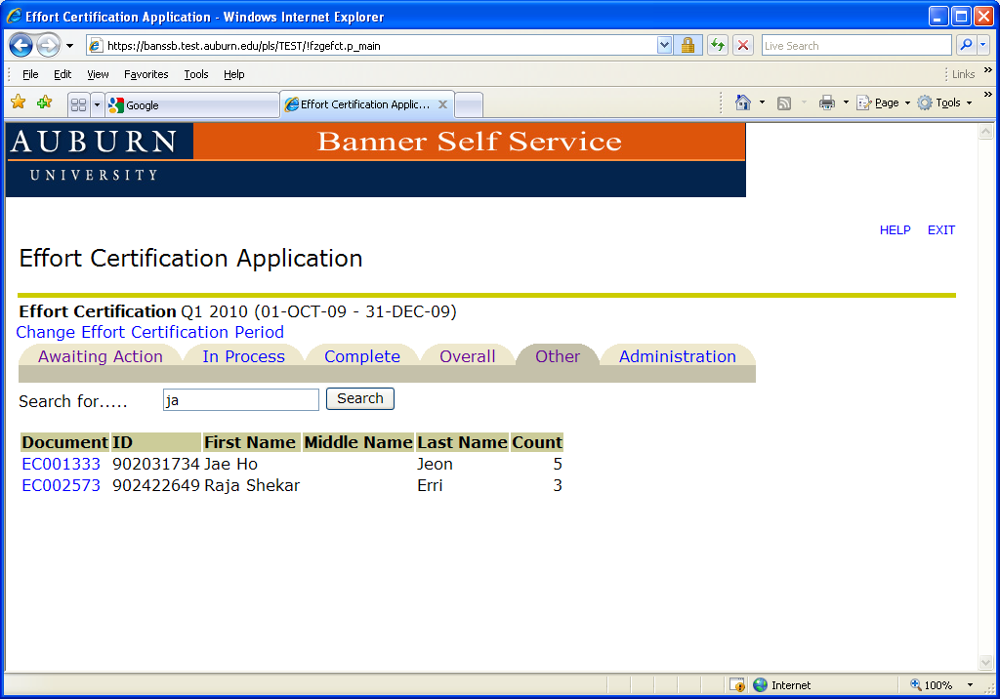 Effort Certification Application - Windows Internet Explorer
https://banssb.test.auburn.edu/pls/TEST/!fzgefct.p_main
Live Search
File Edit View Favorites Tools Help
Links »
Google
Effort Certification Applic...
Page Tools »
AUBURN
UNIVERSITY
Banner Self Service
HELP EXIT
Effort Certification Application
Effort Certification Q1 2010 (01-OCT-09 - 31-DEC-09)
Change Effort Certification Period
Awaiting Action In Process Complete Overall Other Administration
Search for..... ja Search
Document ID First Name Middle Name Last Name Count
EC001333 902031734 Jae Ho Jeon 5
EC002573 902422649 Raja Shekar Erri 3
Internet 100%